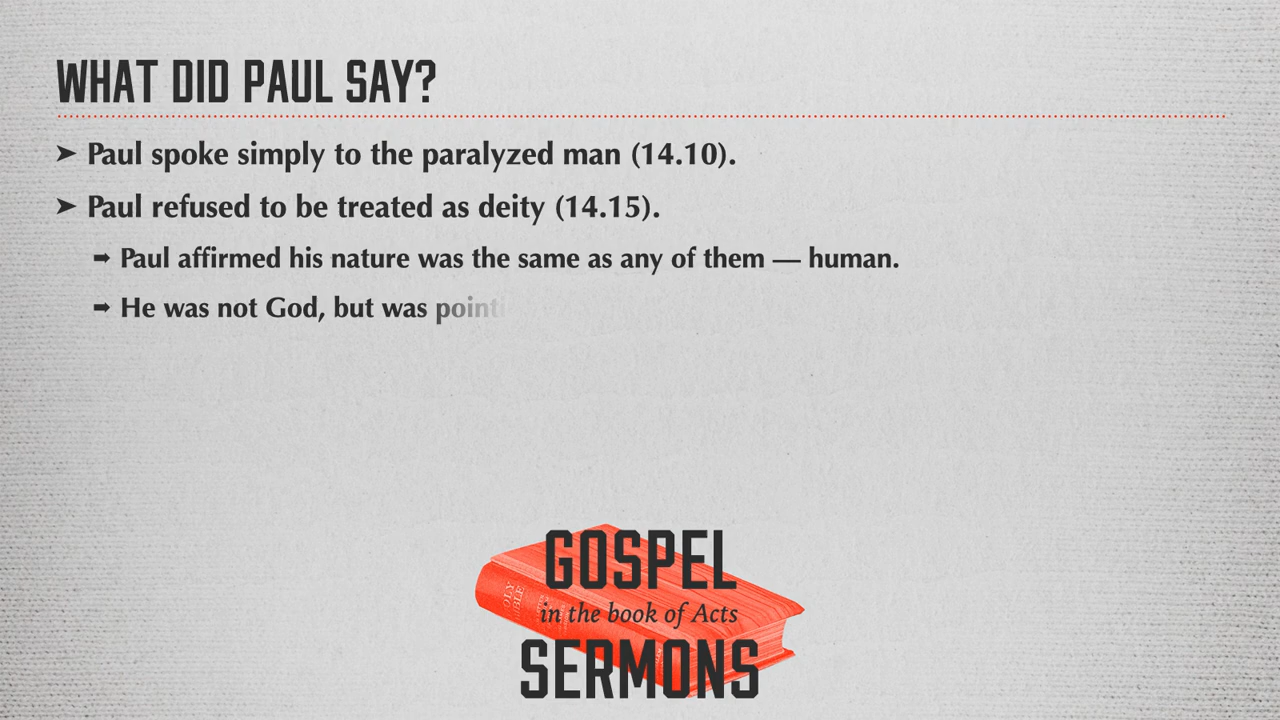 WHAT DID PAUL SAY?
➤ Paul spoke simply to the paralyzed man (14.10).
➤ Paul refused to be treated as deity (14.15).
➡ Paul affirmed his nature was the same as any of them — human.
➡ He was not God, but was
GOSPEL
in the book of Acts
SERMONS